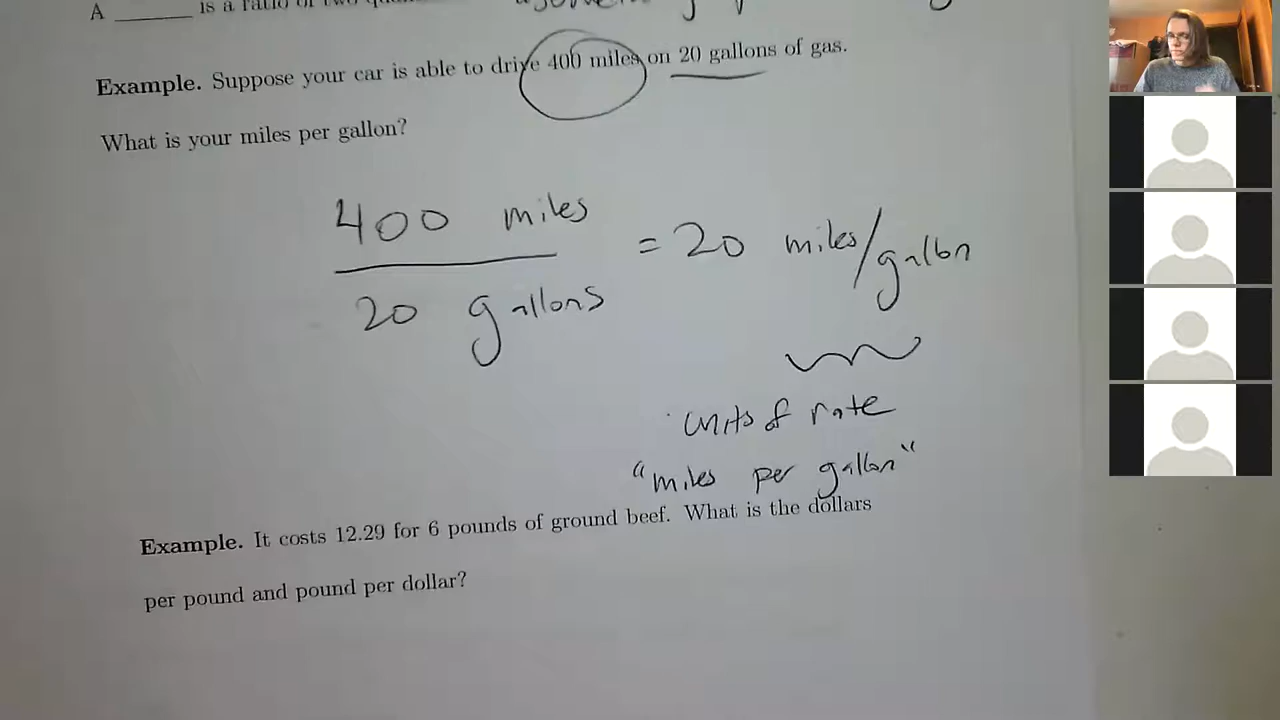 A ______ is a ratio of two
Example. Suppose your car is able to drive 400 miles on 20 gallons of gas.
What is your miles per gallon?
400 miles
20 gallons
= 20 miles/gallon
units of rate
"miles per gallon"
Example. It costs 12.29 for 6 pounds of ground beef. What is the dollars
per pound and pound per dollar?